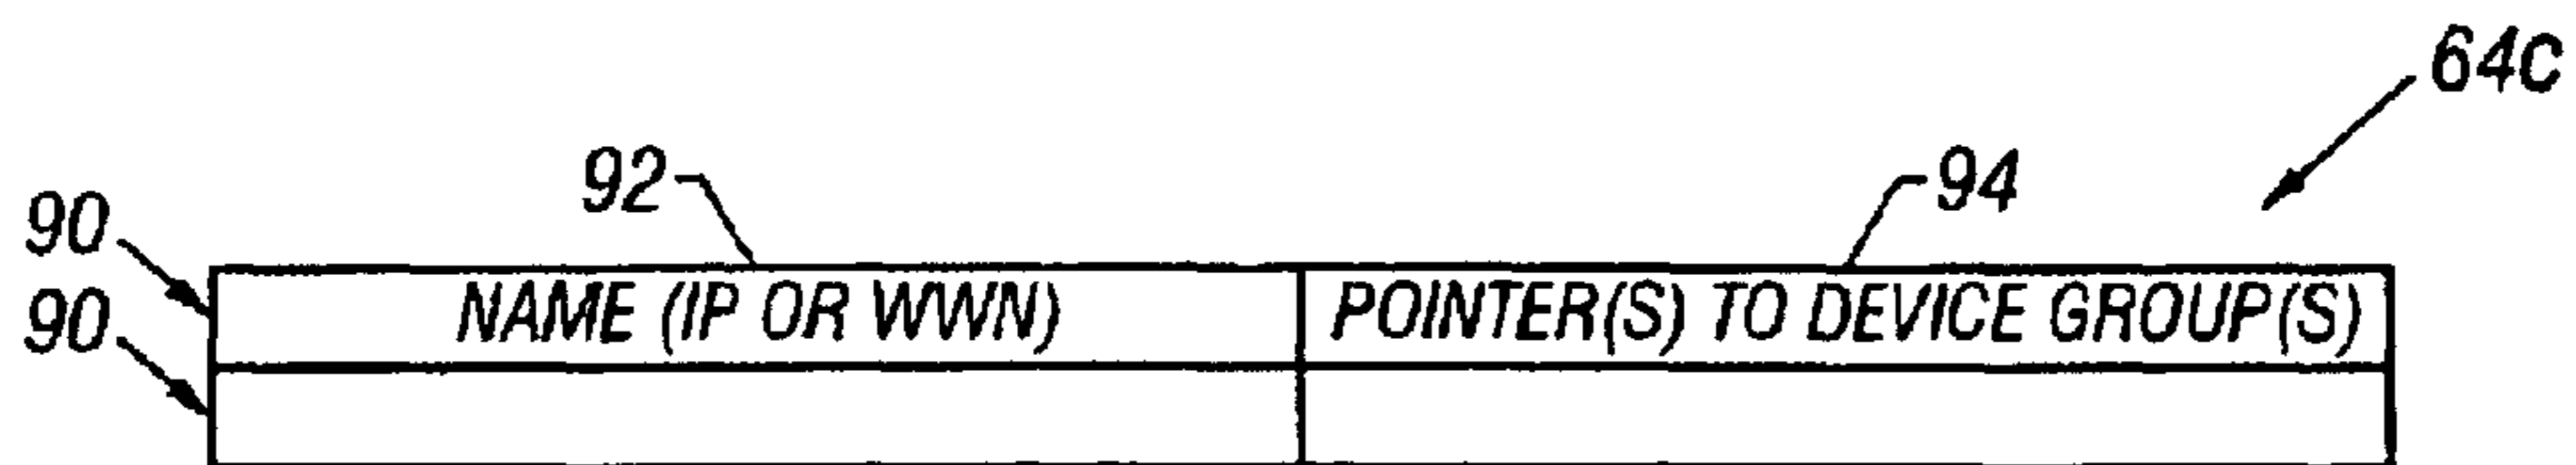 64C
92
94
90
NAME (IP OR WWN) POINTER(S) TO DEVICE GROUP(S)
90